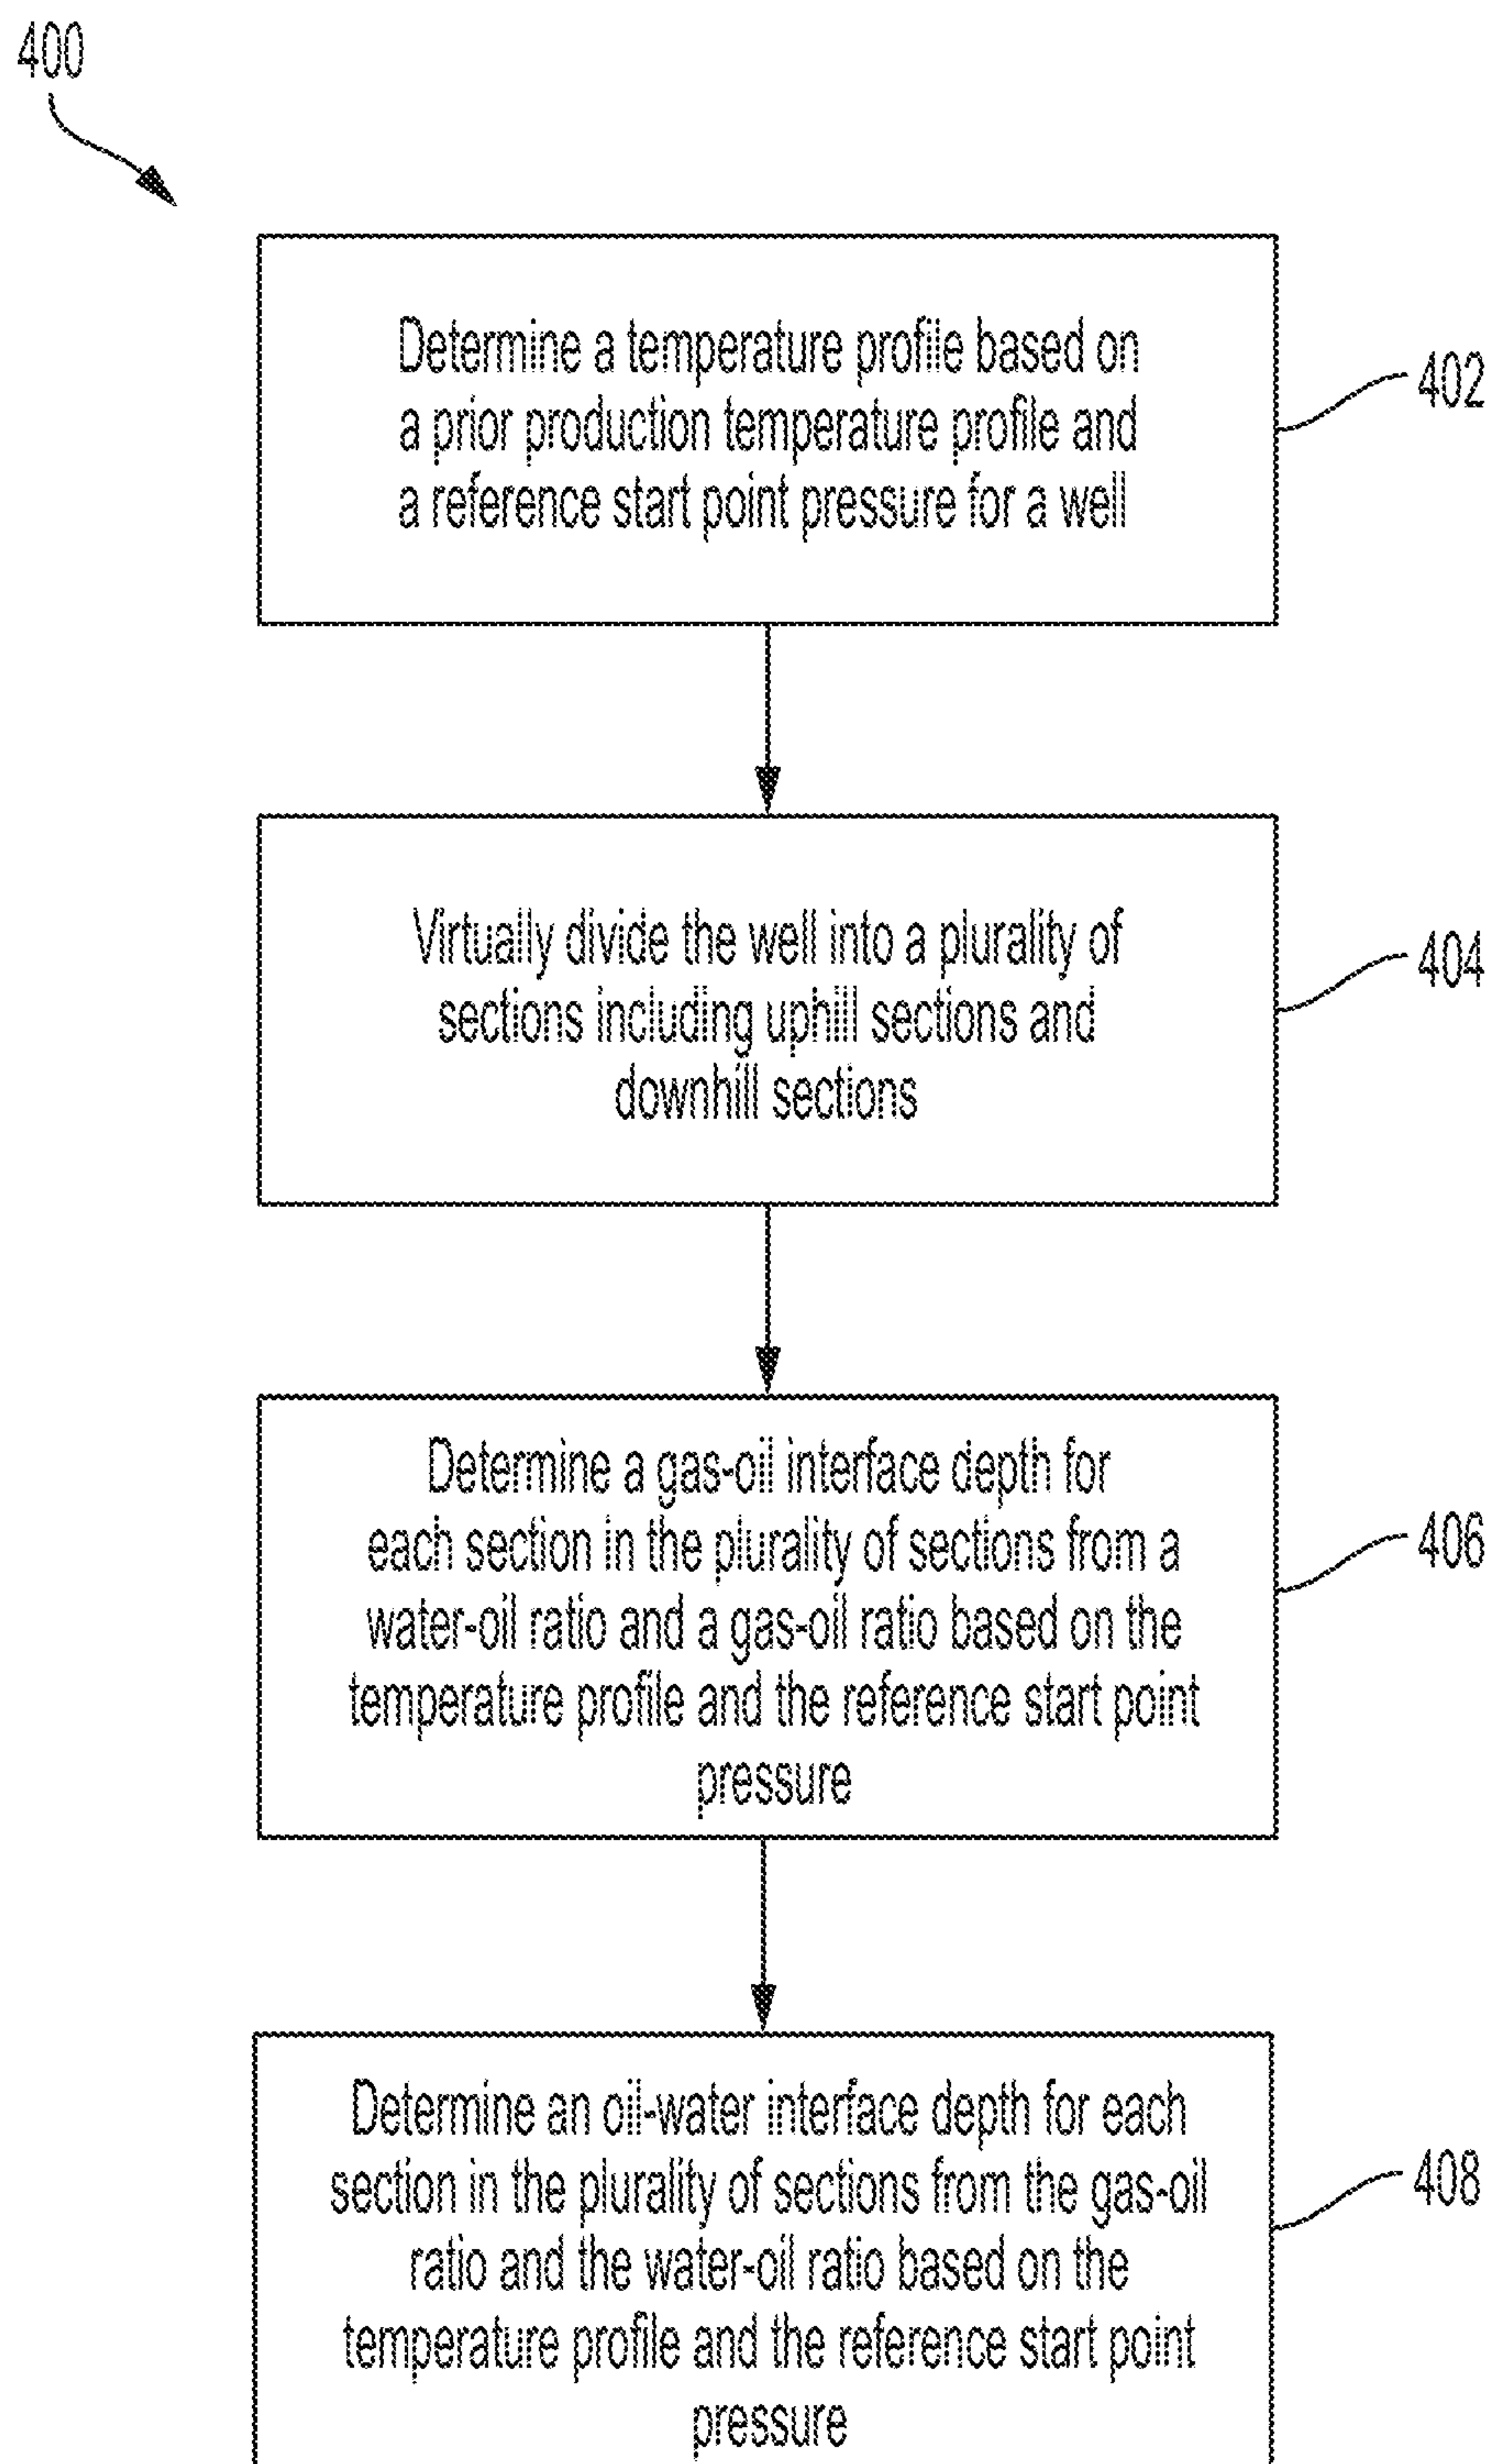 400
Determine a temperature profile based on
a prior production temperature profile and
a reference start point pressure for a well
402
Virtually divide the well into a plurality of
sections including uphill sections and
downhill sections
404
Determine a gas-oil interface depth for
each section in the plurality of sections from a
water-oil ratio and a gas-oil ratio based on the
temperature profile and the reference start point
pressure
406
Determine an oil-water interface depth for each
section in the plurality of sections from the gas-oil
ratio and the water-oil ratio based on the
temperature profile and the reference start point
pressure
408